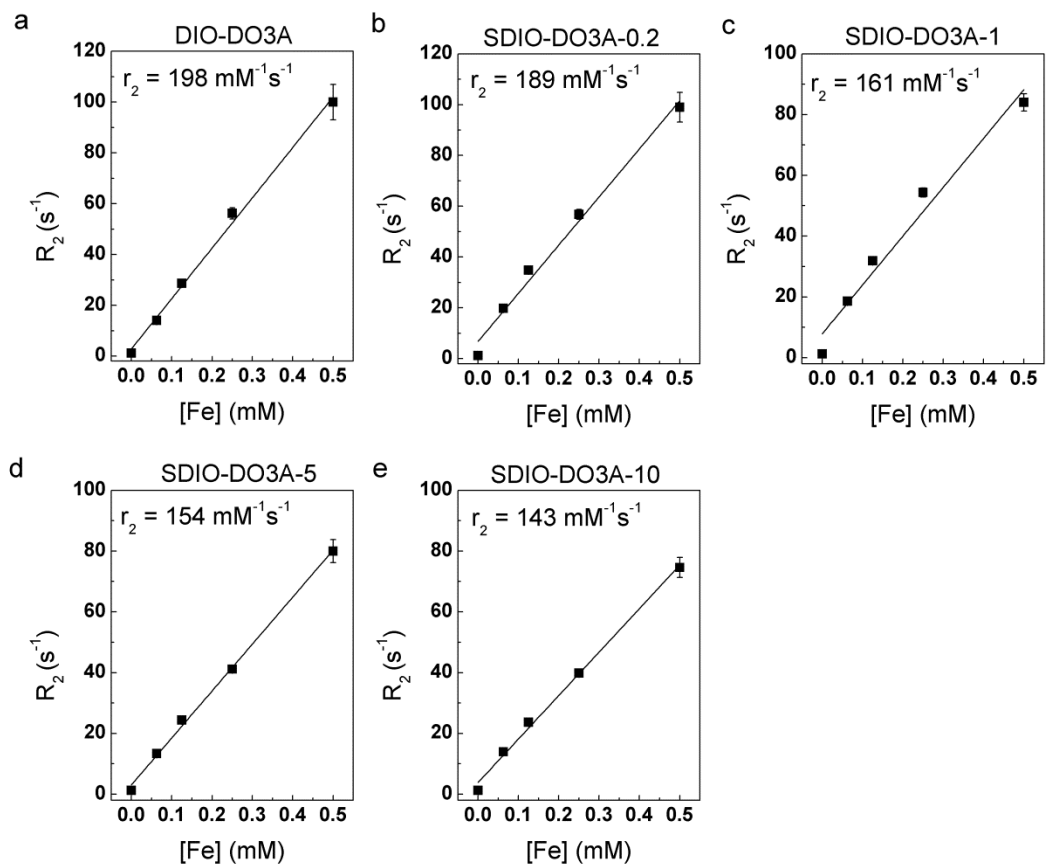 a
DIO-DO3A
r₂ = 198 mM⁻¹s⁻¹
120
100
80
60
40
20
0
R₂ (s⁻¹)
0.0 0.1 0.2 0.3 0.4 0.5
[Fe] (mM)
b
SDIO-DO3A-0.2
r₂ = 189 mM⁻¹s⁻¹
120
100
80
60
40
20
0
R₂ (s⁻¹)
0.0 0.1 0.2 0.3 0.4 0.5
[Fe] (mM)
c
SDIO-DO3A-1
r₂ = 161 mM⁻¹s⁻¹
100
80
60
40
20
0
R₂ (s⁻¹)
0.0 0.1 0.2 0.3 0.4 0.5
[Fe] (mM)
d
SDIO-DO3A-5
r₂ = 154 mM⁻¹s⁻¹
100
80
60
40
20
0
R₂ (s⁻¹)
0.0 0.1 0.2 0.3 0.4 0.5
[Fe] (mM)
e
SDIO-DO3A-10
r₂ = 143 mM⁻¹s⁻¹
100
80
60
40
20
0
R₂ (s⁻¹)
0.0 0.1 0.2 0.3 0.4 0.5
[Fe] (mM)